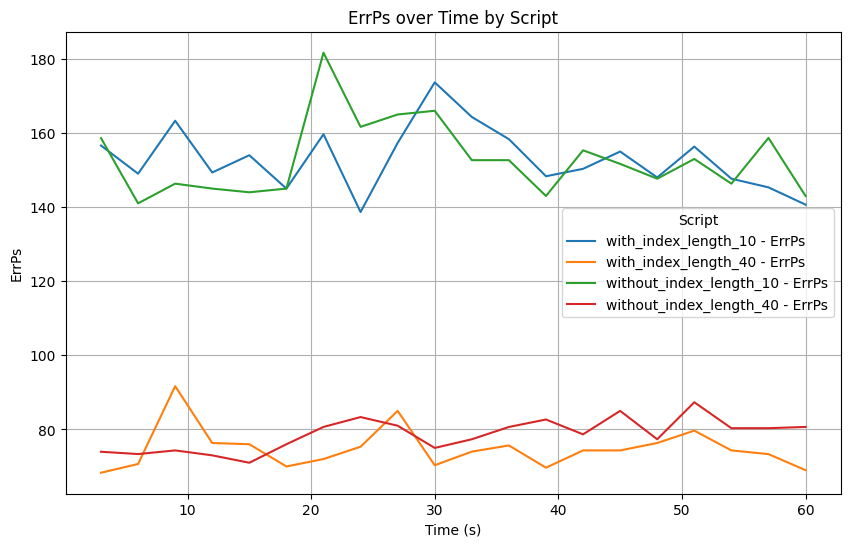 ErrPs over Time by Script
180
160
140
120
100
80
ErrPs
Script
with_index_length_10 - ErrPs
with_index_length_40 - ErrPs
without_index_length_10 - ErrPs
without_index_length_40 - ErrPs
10 20 30 40 50 60
Time (s)